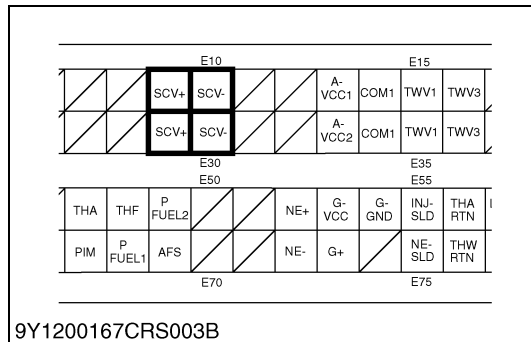 E10 E15
SCV+ SCV- A-VCC1 COM1 TWV1 TWV3
SCV+ SCV- A-VCC2 COM1 TWV1 TWV3
E30 E35
E50 E55
THA THF P FUEL2 NE+ G-VCC G-GND INJ-SLD THA RTN
PIM P FUEL1 AFS NE- G+ NE-SLD THW RTN
E70 E75
9Y1200167CRS003B